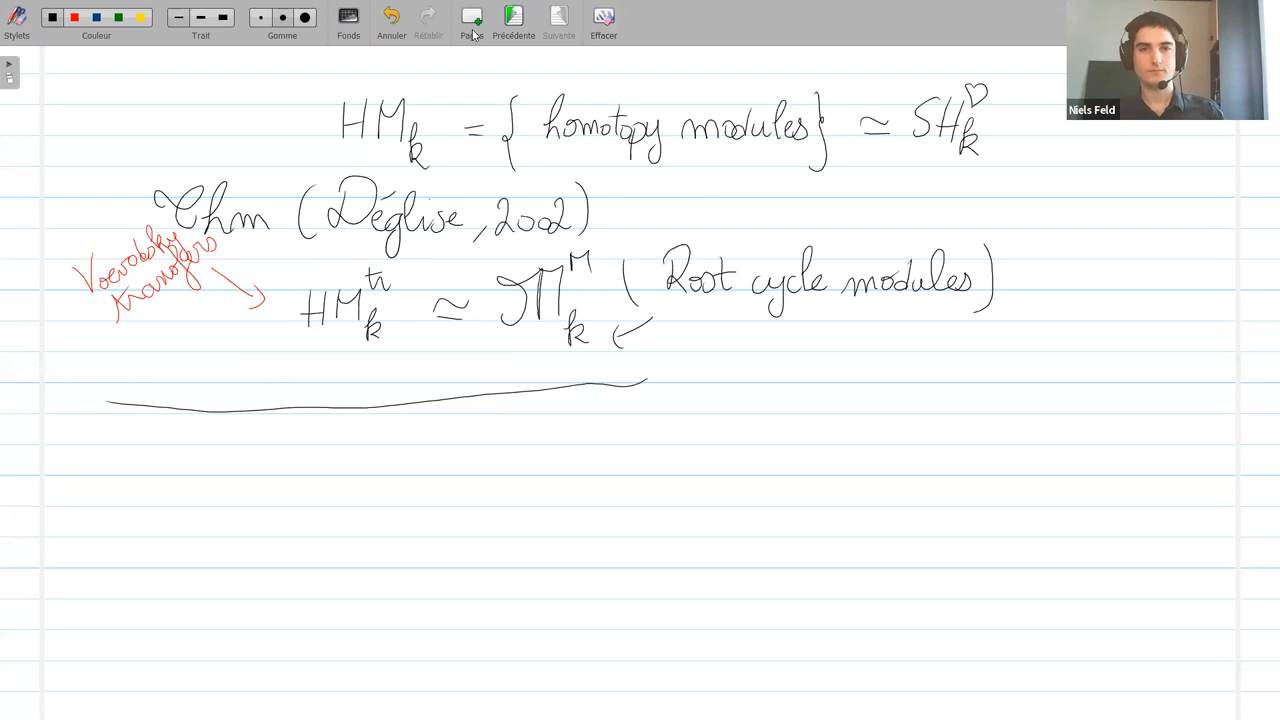 Stylets Couleur Trait Gomme Fonds Annuler Rétablir Précédente Suivante Effacer
Niels Feld
HM_k = { homotopy modules } ≃ SH_k^♡
Thm (Déglise, 2002)
Voevodsky
transfers
HM_k^tr ≃ M_k^M ( Rost cycle modules )